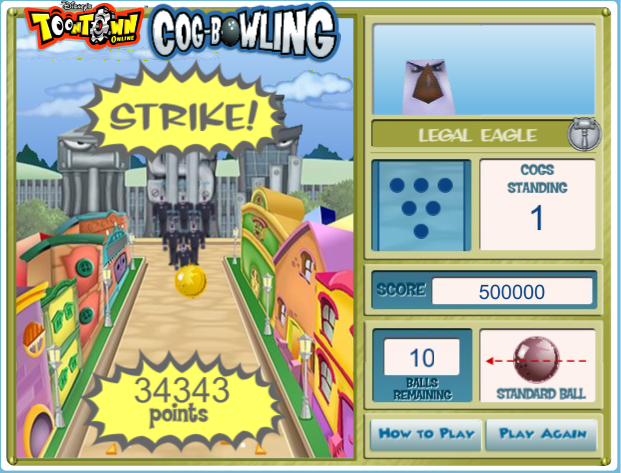 Disney's
TOONTOWN
ONLINE
COG-BOWLING
STRIKE!
34343
points
LEGAL EAGLE
COGS
STANDING
1
SCORE 500000
10
BALLS
REMAINING
STANDARD BALL
HOW TO PLAY
PLAY AGAIN